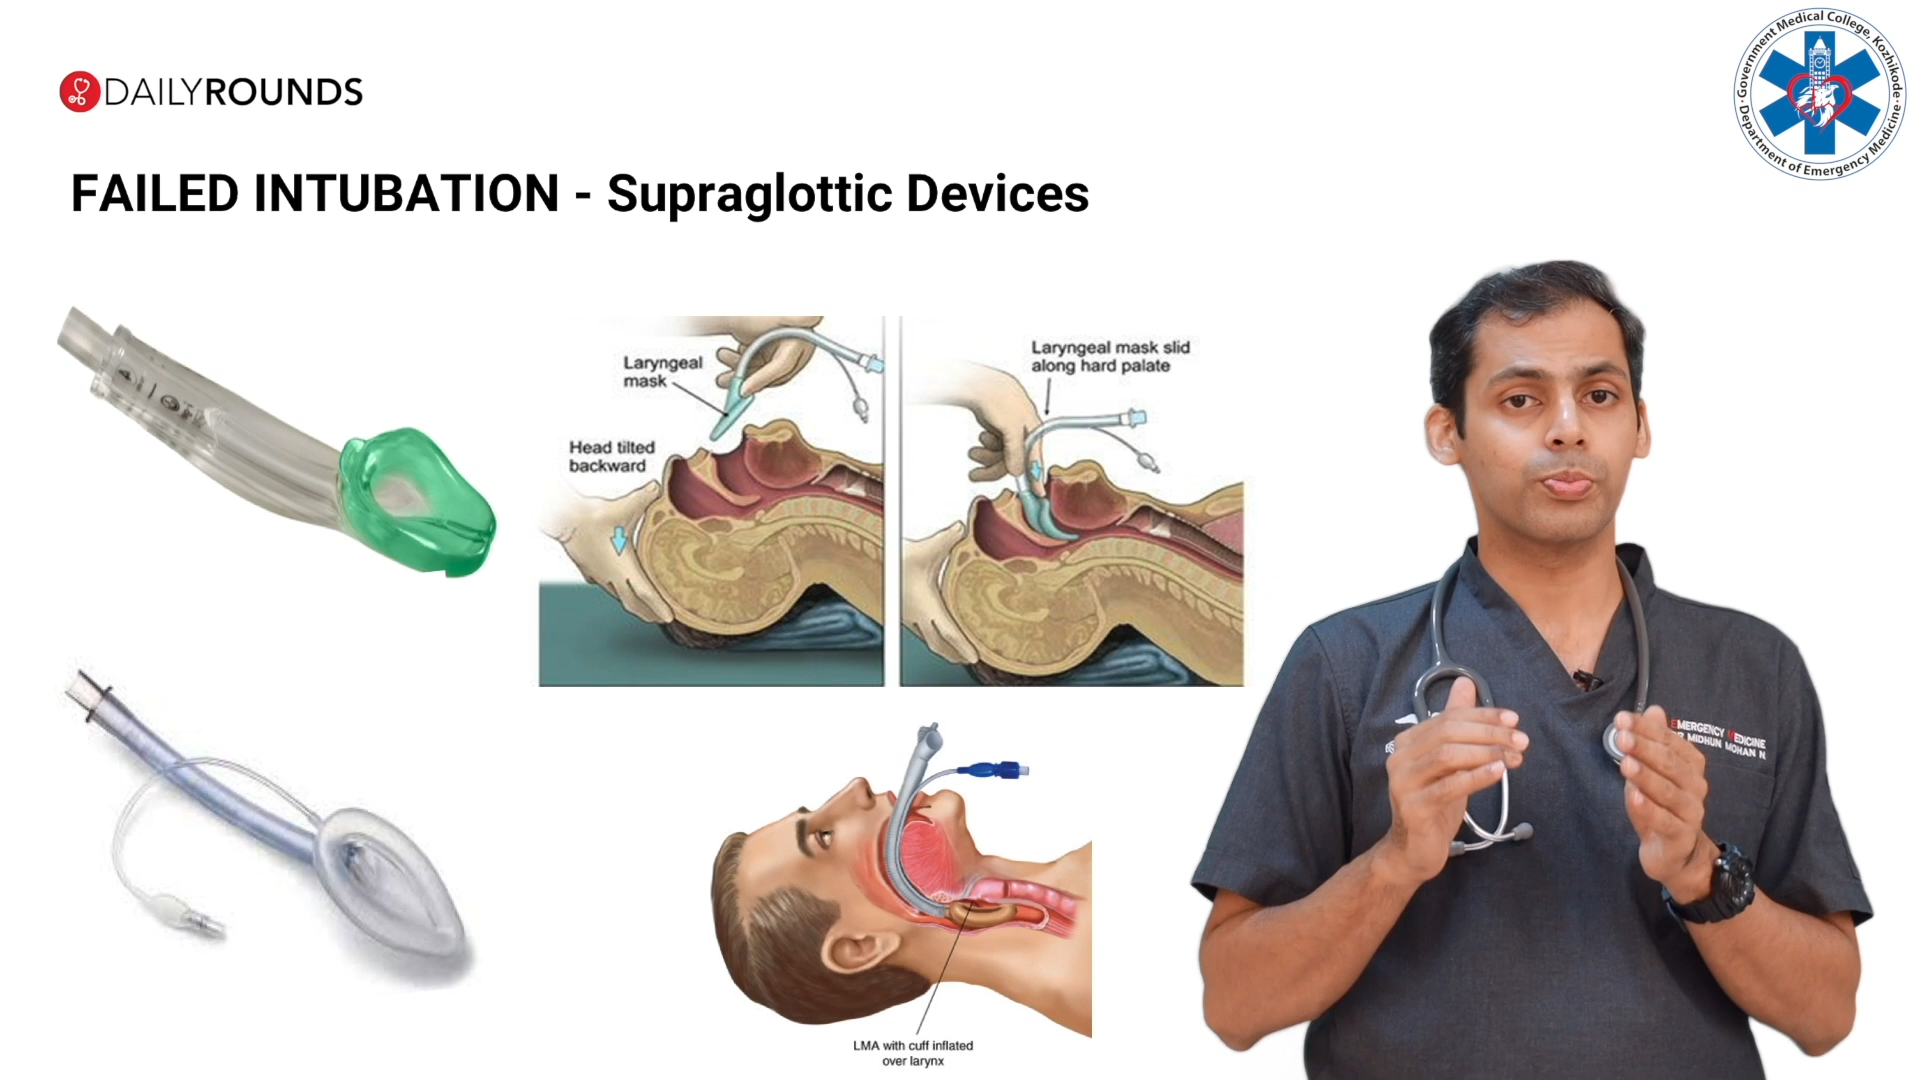 DAILYROUNDS
Government Medical College, Kozhikode
Department of Emergency Medicine
FAILED INTUBATION - Supraglottic Devices
Laryngeal
mask
Head tilted
backward
Laryngeal mask slid
along hard palate
EMERGENCY MEDICINE
DR MIDHUN MOHAN N
LMA with cuff inflated
over larynx